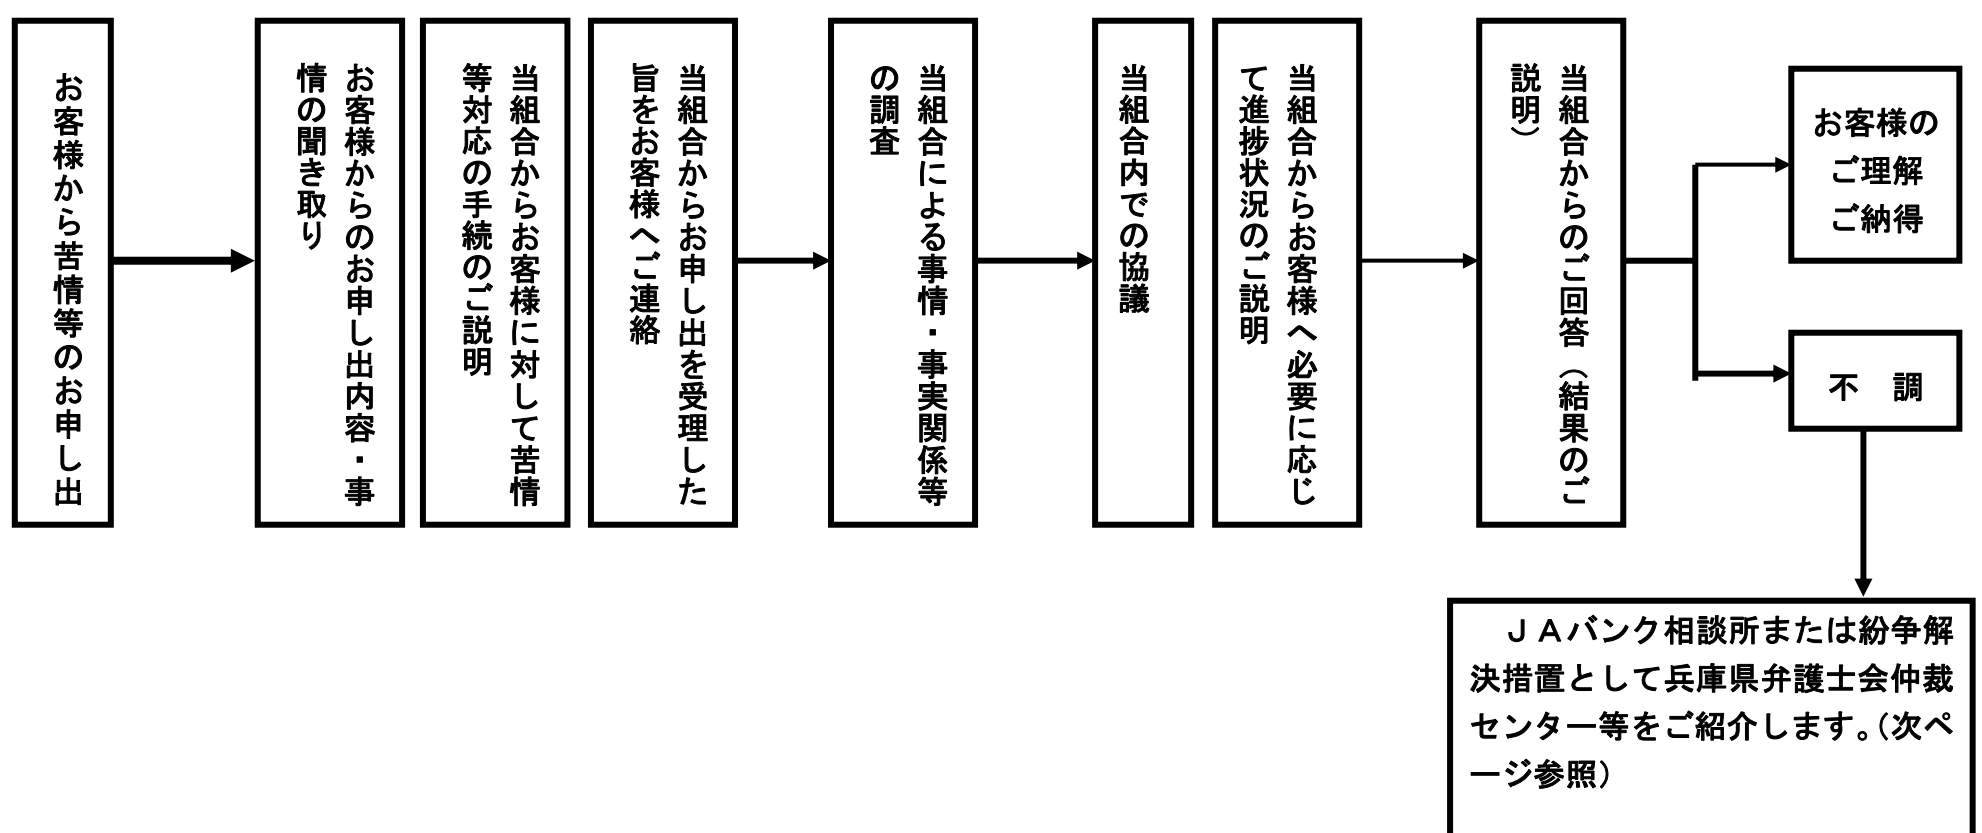 お客様から苦情等のお申し出
お客様からのお申し出内容・事
情の聞き取り
当組合からお客様に対して苦情
等対応の手続のご説明
当組合からお申し出を受理した
旨をお客様へご連絡
当組合による事情・事実関係等
の調査
当組合内での協議
当組合からお客様へ必要に応じ
て進捗状況のご説明
当組合からのご回答（結果のご
説明）
お客様の
ご理解
ご納得
不　調
ＪＡバンク相談所または紛争解
決措置として兵庫県弁護士会仲裁
センター等をご紹介します。（次ペ
ージ参照）